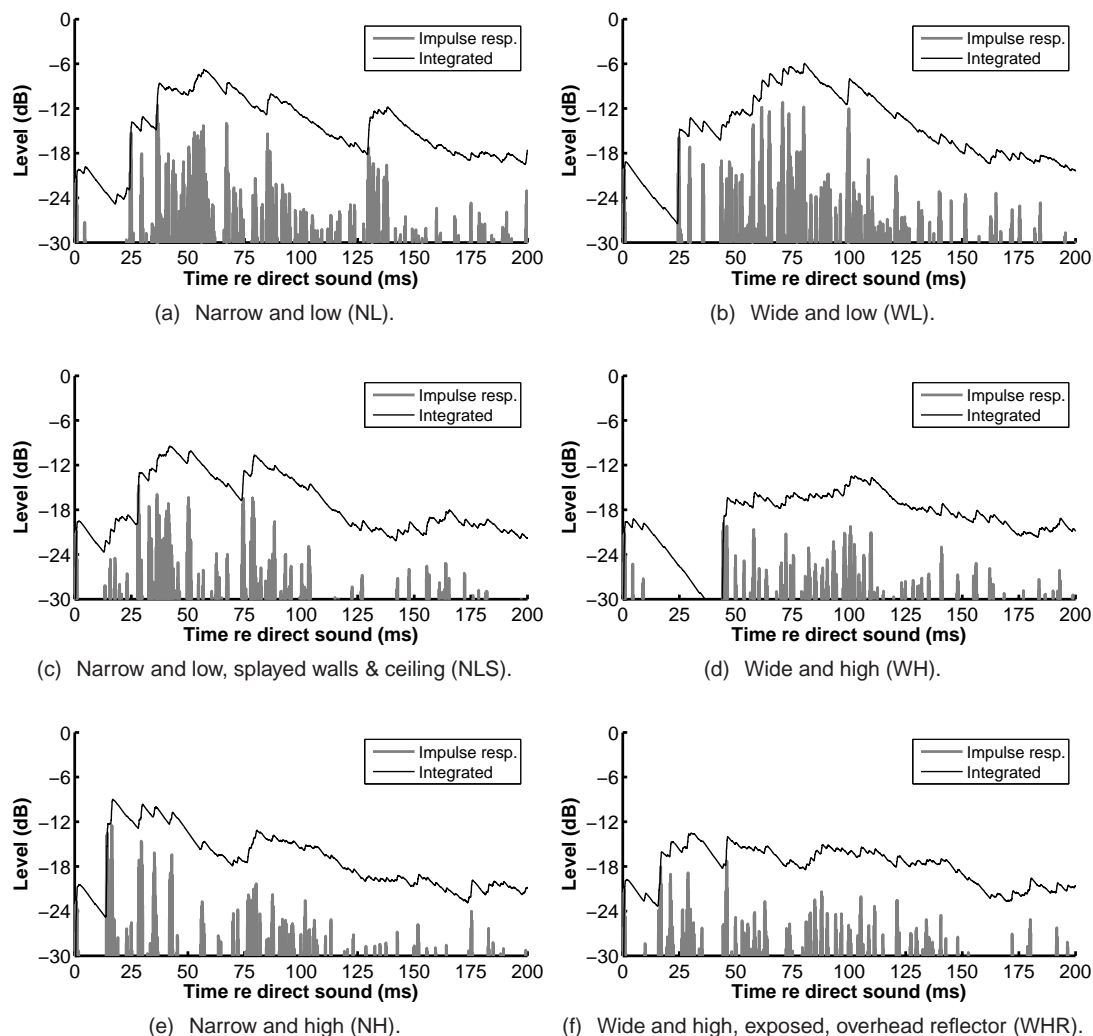 0
−6
−12
−18
−24
−30
Level (dB)
Impulse resp.
Integrated
0 25 50 75 100 125 150 175 200
Time re direct sound (ms)
(a) Narrow and low (NL).
0
−6
−12
−18
−24
−30
Level (dB)
Impulse resp.
Integrated
0 25 50 75 100 125 150 175 200
Time re direct sound (ms)
(b) Wide and low (WL).
0
−6
−12
−18
−24
−30
Level (dB)
Impulse resp.
Integrated
0 25 50 75 100 125 150 175 200
Time re direct sound (ms)
(c) Narrow and low, splayed walls & ceiling (NLS).
0
−6
−12
−18
−24
−30
Level (dB)
Impulse resp.
Integrated
0 25 50 75 100 125 150 175 200
Time re direct sound (ms)
(d) Wide and high (WH).
0
−6
−12
−18
−24
−30
Level (dB)
Impulse resp.
Integrated
0 25 50 75 100 125 150 175 200
Time re direct sound (ms)
(e) Narrow and high (NH).
0
−6
−12
−18
−24
−30
Level (dB)
Impulse resp.
Integrated
0 25 50 75 100 125 150 175 200
Time re direct sound (ms)
(f) Wide and high, exposed, overhead reflector (WHR).